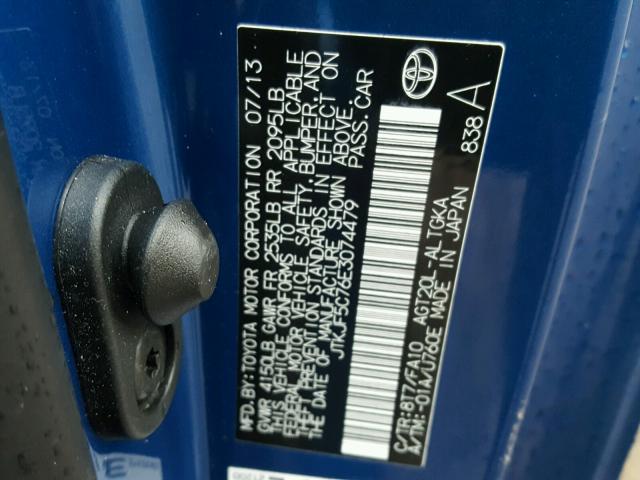 MFD.BY: TOYOTA MOTOR CORPORATION 07/13
GVWR 4150LB GAWR FR 2535LB RR 2095LB
THIS VEHICLE CONFORMS TO ALL APPLICABLE
FEDERAL MOTOR VEHICLE SAFETY, BUMPER, AND
THEFT PREVENTION STANDARDS IN EFFECT ON
THE DATE OF MANUFACTURE SHOWN ABOVE.
JTKJF5C76E3074479 PASS.CAR
C/TR: 8T7/FA10 AGT20L-ALTGKA
A/TM: -01A/U760E MADE IN JAPAN
838 A
E